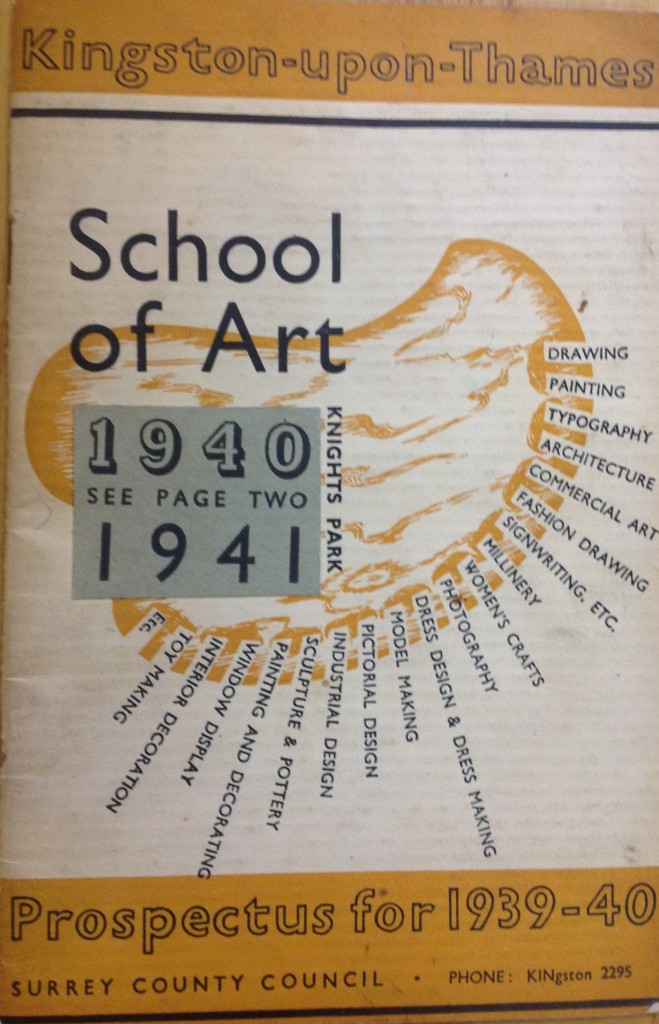 Kingston-upon-Thames
School
of Art
KNIGHTS PARK
1940
SEE PAGE TWO
1941
DRAWING
PAINTING
TYPOGRAPHY
ARCHITECTURE
COMMERCIAL ART
FASHION DRAWING
SIGNWRITING, ETC.
MILLINERY
WOMEN'S CRAFTS
PHOTOGRAPHY
DRESS DESIGN & DRESS MAKING
MODEL MAKING
PICTORIAL DESIGN
INDUSTRIAL DESIGN
SCULPTURE & POTTERY
PAINTING AND DECORATING
WINDOW DISPLAY
INTERIOR DECORATION
TOY MAKING
Prospectus for 1939-40
SURREY COUNTY COUNCIL · PHONE: KINgston 2295